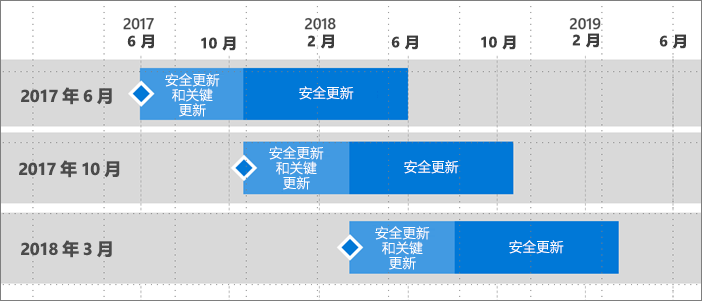 2017
2018
2019
6 月
10 月
2 月
6 月
10 月
2 月
6 月
2017 年 6 月
安全更新
和关键
更新
安全更新
2017 年 10 月
安全更新
和关键
更新
安全更新
2018 年 3 月
安全更新
和关键
更新
安全更新